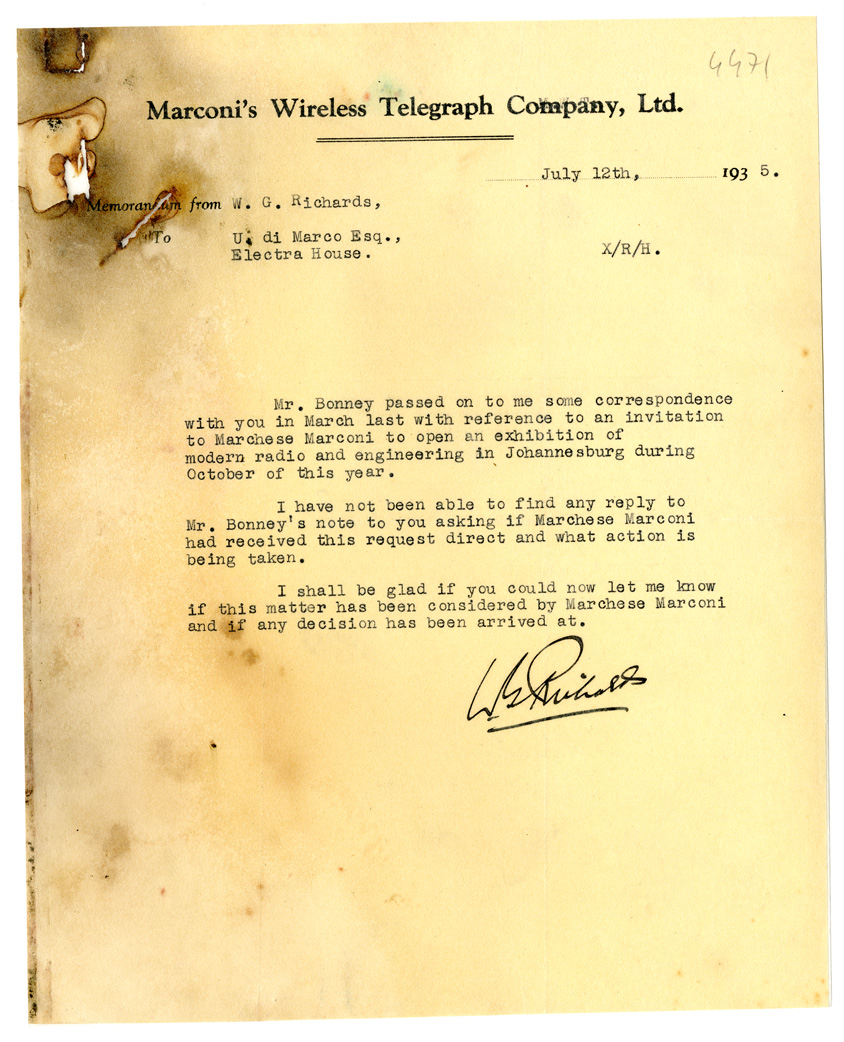 4471
Marconi's Wireless Telegraph Company, Ltd.
July 12th, 193 5.
Memorandum from W. G. Richards,
To U. di Marco Esq.,
Electra House. X/R/H.
Mr. Bonney passed on to me some correspondence
with you in March last with reference to an invitation
to Marchese Marconi to open an exhibition of
modern radio and engineering in Johannesburg during
October of this year.
I have not been able to find any reply to
Mr. Bonney's note to you asking if Marchese Marconi
had received this request direct and what action is
being taken.
I shall be glad if you could now let me know
if this matter has been considered by Marchese Marconi
and if any decision has been arrived at.
WG Richards